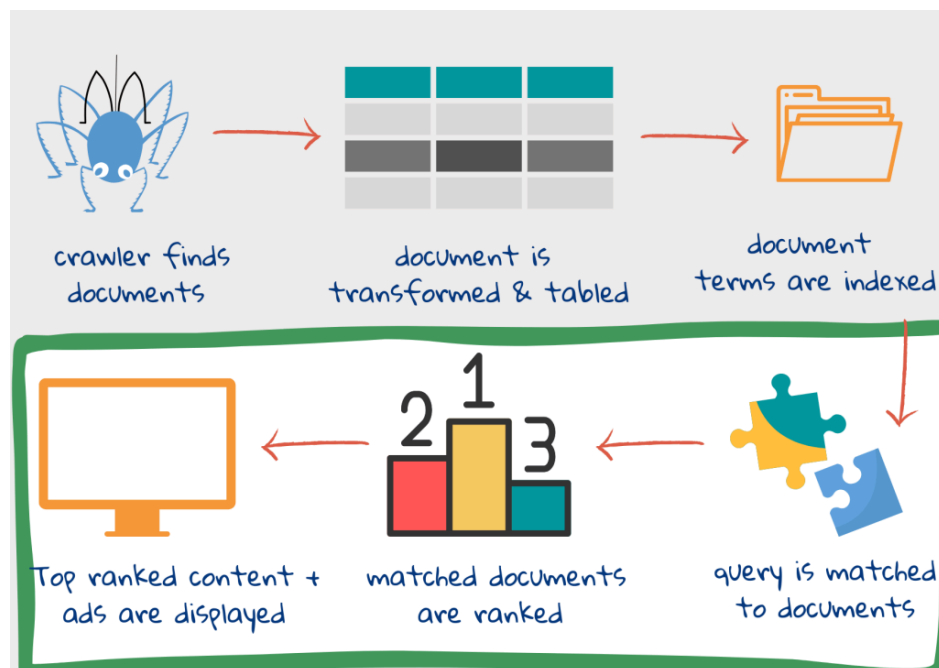 crawler finds
documents
document is
transformed & tabled
document
terms are indexed
2
1
3
Top ranked content +
ads are displayed
matched documents
are ranked
query is matched
to documents